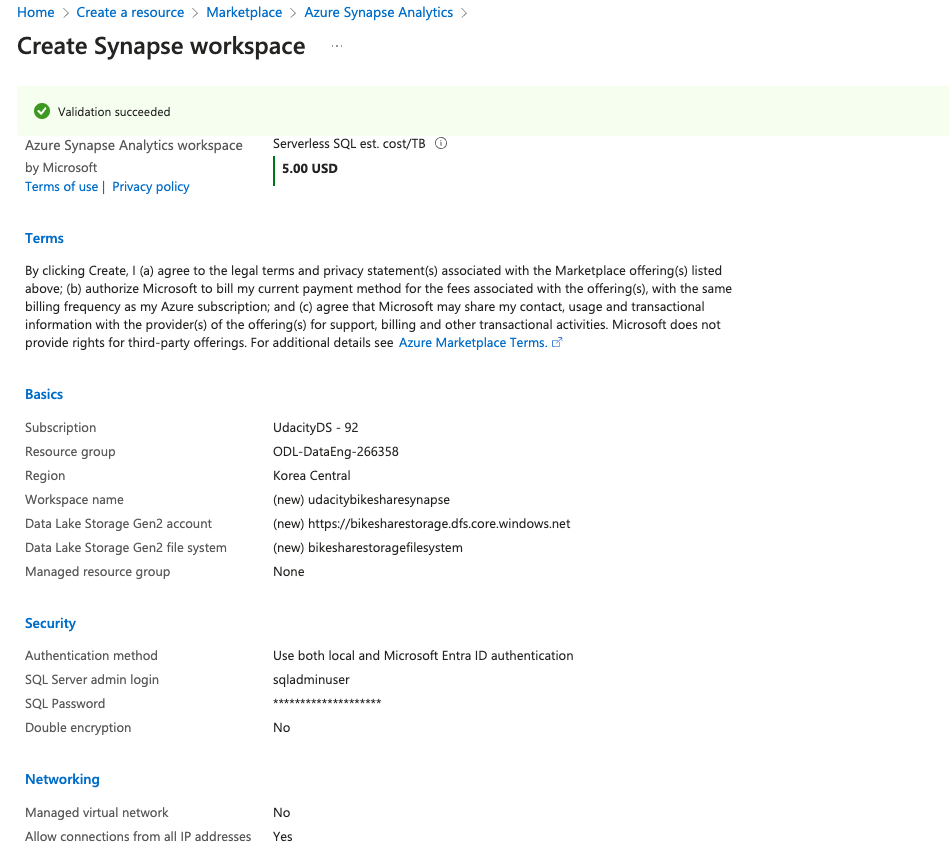 Home > Create a resource > Marketplace > Azure Synapse Analytics >
Create Synapse workspace ...
Validation succeeded
Azure Synapse Analytics workspace
by Microsoft
Terms of use | Privacy policy
Serverless SQL est. cost/TB
5.00 USD
Terms
By clicking Create, I (a) agree to the legal terms and privacy statement(s) associated with the Marketplace offering(s) listed
above; (b) authorize Microsoft to bill my current payment method for the fees associated with the offering(s), with the same
billing frequency as my Azure subscription; and (c) agree that Microsoft may share my contact, usage and transactional
information with the provider(s) of the offering(s) for support, billing and other transactional activities. Microsoft does not
provide rights for third-party offerings. For additional details see Azure Marketplace Terms.
Basics
Subscription UdacityDS - 92
Resource group ODL-DataEng-266358
Region Korea Central
Workspace name (new) udacitybikesharesynapse
Data Lake Storage Gen2 account (new) https://bikesharestorage.dfs.core.windows.net
Data Lake Storage Gen2 file system (new) bikesharestoragefilesystem
Managed resource group None
Security
Authentication method Use both local and Microsoft Entra ID authentication
SQL Server admin login sqladminuser
SQL Password ********************
Double encryption No
Networking
Managed virtual network No
Allow connections from all IP addresses Yes